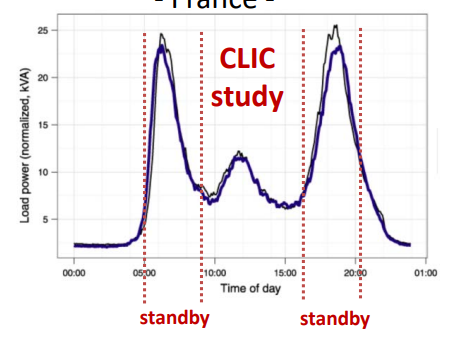 - France -
CLIC
study
Load power (normalized, kVA)
25
20
15
10
5
00:00 05:00 10:00 15:00 20:00 01:00
Time of day
standby standby